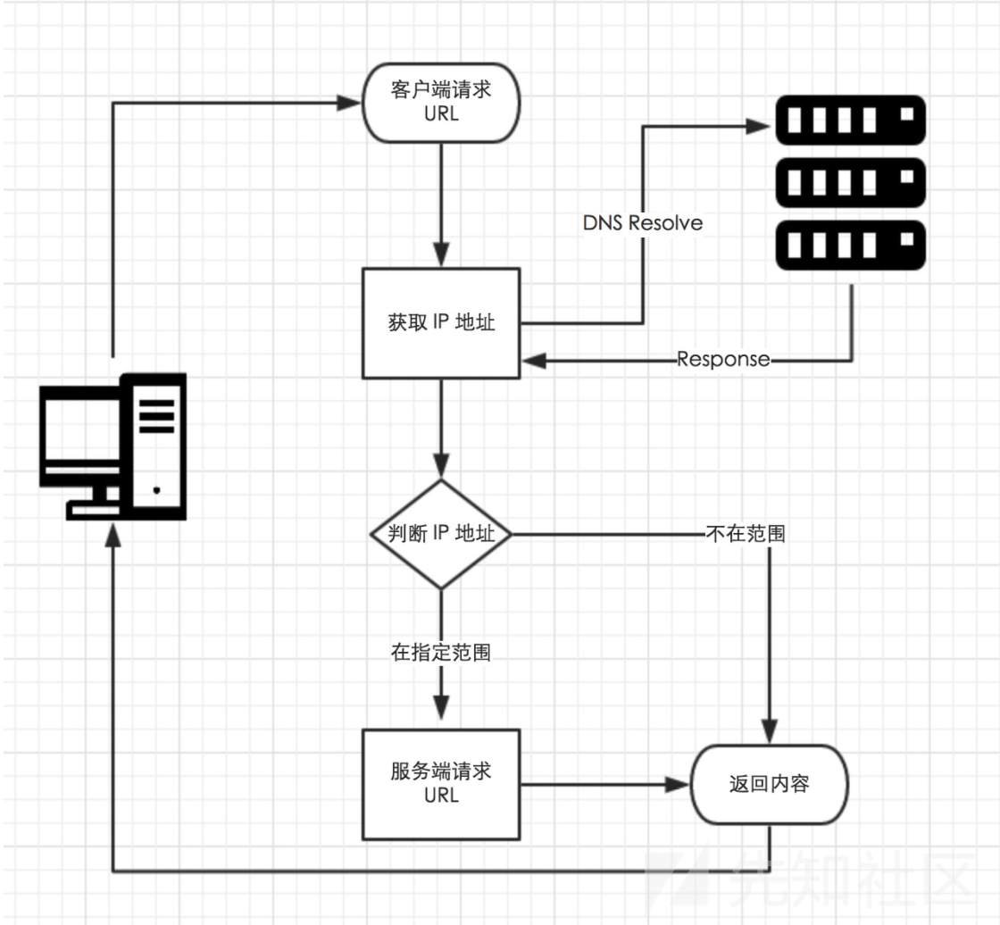 客户端请求
URL
DNS Resolve
获取 IP 地址
Response
判断 IP 地址
不在范围
在指定范围
服务端请求
URL
返回内容
先知社区